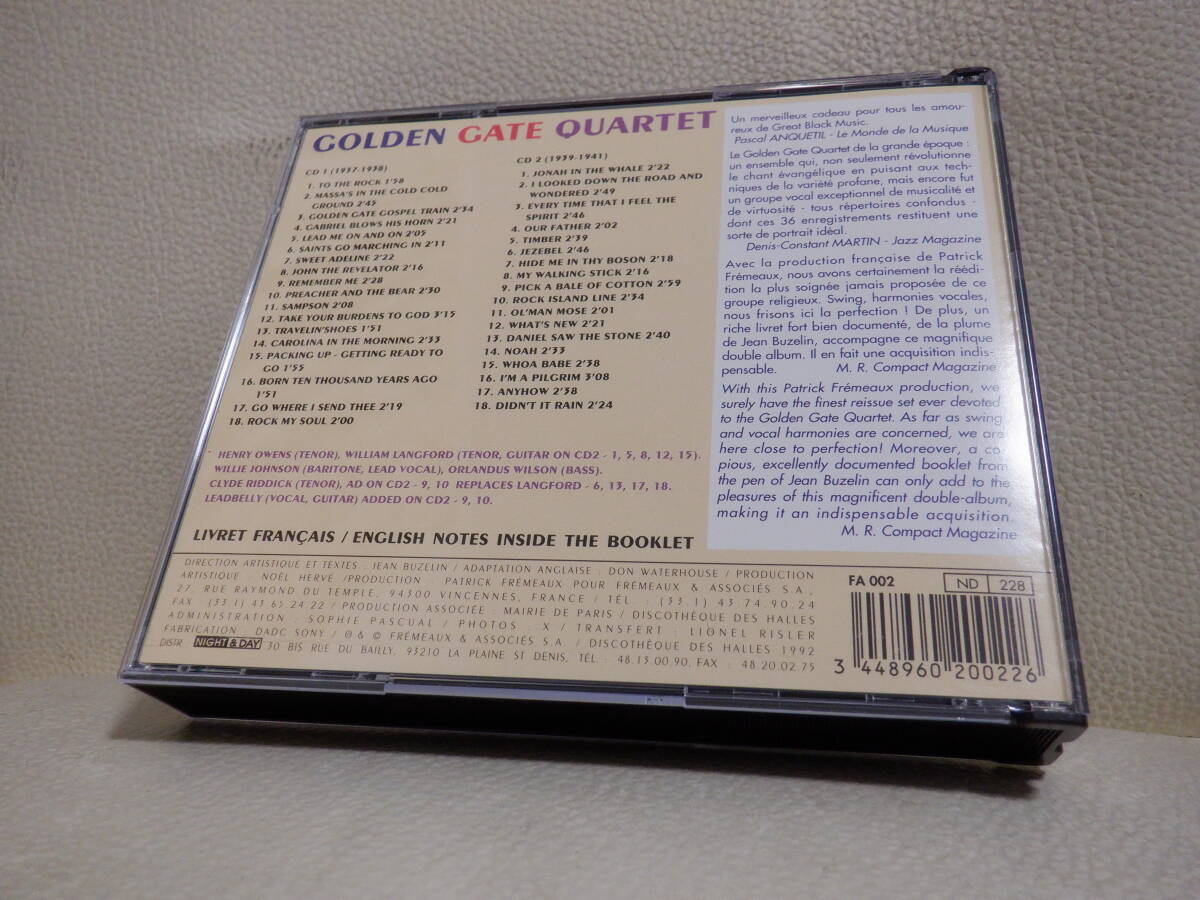 GOLDEN GATE QUARTET
CD 1 (1937-1938)
1. TO THE ROCK 1'58
2. MASSA'S IN THE COLD COLD
GROUND 2'45
3. GOLDEN GATE GOSPEL TRAIN 2'34
4. GABRIEL BLOWS HIS HORN 2'21
5. LEAD ME ON AND ON 2'05
6. SAINTS GO MARCHING IN 2'11
7. SWEET ADELINE 2'22
8. JOHN THE REVELATOR 2'16
9. REMEMBER ME 2'28
10. PREACHER AND THE BEAR 2'30
11. SAMPSON 2'08
12. TAKE YOUR BURDENS TO GOD 3'15
13. TRAVELIN'SHOES 1'51
14. CAROLINA IN THE MORNING 2'33
15. PACKING UP - GETTING READY TO
GO 1'55
16. BORN TEN THOUSAND YEARS AGO
1'51
17. GO WHERE I SEND THEE 2'19
18. ROCK MY SOUL 2'00
CD 2 (1939-1941)
1. JONAH IN THE WHALE 2'22
2. I LOOKED DOWN THE ROAD AND
WONDERED 2'49
3. EVERY TIME THAT I FEEL THE
SPIRIT 2'46
4. OUR FATHER 2'02
5. TIMBER 2'39
6. JEZEBEL 2'46
7. HIDE ME IN THY BOSON 2'18
8. MY WALKING STICK 2'16
9. PICK A BALE OF COTTON 2'59
10. ROCK ISLAND LINE 2'34
11. OL'MAN MOSE 2'01
12. WHAT'S NEW 2'21
13. DANIEL SAW THE STONE 2'40
14. NOAH 2'33
15. WHOA BABE 2'38
16. I'M A PILGRIM 3'08
17. ANYHOW 2'38
18. DIDN'T IT RAIN 2'24
HENRY OWENS (TENOR), WILLIAM LANGFORD (TENOR, GUITAR ON CD2 - 1, 5, 8, 12, 15).
WILLIE JOHNSON (BARITONE, LEAD VOCAL), ORLANDUS WILSON (BASS).
CLYDE RIDDICK (TENOR), AD ON CD2 - 9, 10 REPLACES LANGFORD - 6, 13, 17, 18.
LEADBELLY (VOCAL, GUITAR) ADDED ON CD2 - 9, 10.
LIVRET FRANÇAIS / ENGLISH NOTES INSIDE THE BOOKLET
Un merveilleux cadeau pour tous les amou-
reux de Great Black Music.
Pascal ANQUETIL - Le Monde de la Musique
Le Golden Gate Quartet de la grande époque :
un ensemble qui, non seulement révolutionne
le chant évangélique en puisant aux tech-
niques de la variété profane, mais encore fut
un groupe vocal exceptionnel de musicalité et
de virtuosité - tous répertoires confondus -
dont ces 36 enregistrements restituent une
sorte de portrait idéal.
Denis-Constant MARTIN - Jazz Magazine
Avec la production française de Patrick
Frémeaux, nous avons certainement la réédi-
tion la plus soignée jamais proposée de ce
groupe religieux. Swing, harmonies vocales,
nous frisons ici la perfection ! De plus, un
riche livret fort bien documenté, de la plume
de Jean Buzelin, accompagne ce magnifique
double album. Il en fait une acquisition indis-
pensable. M. R. Compact Magazine
With this Patrick Frémeaux production, we
surely have the finest reissue set ever devoted
to the Golden Gate Quartet. As far as swing
and vocal harmonies are concerned, we are
here close to perfection! Moreover, a co-
pious, excellently documented booklet from
the pen of Jean Buzelin can only add to the
pleasures of this magnificent double-album,
making it an indispensable acquisition.
M. R. Compact Magazine
DIRECTION ARTISTIQUE ET TEXTES : JEAN BUZELIN / ADAPTATION ANGLAISE : DON WATERHOUSE / PRODUCTION
ARTISTIQUE : NOËL HERVÉ / PRODUCTION : PATRICK FRÉMEAUX POUR FRÉMEAUX & ASSOCIÉS S.A.,
27, RUE RAYMOND DU TEMPLE, 94300 VINCENNES, FRANCE / TÉL : (33.1) 43 74.90.24
FAX : (33.1) 43 65 24 22 / PRODUCTION ASSOCIÉE : MAIRIE DE PARIS / DISCOTHÈQUE DES HALLES
ADMINISTRATION : SOPHIE PASCUAL / PHOTOS : X / TRANSFERT : LIONEL RISLER
FABRICATION : DADC SONY / ℗ & © FRÉMEAUX & ASSOCIÉS S.A / DISCOTHÈQUE DES HALLES 1992
DISTR. NIGHT & DAY 30 BIS RUE DU BAILLY, 93210 LA PLAINE ST DENIS, TÉL : 48.13.00.90, FAX : 48.20.02.75
FA 002
ND 228
3 448960 200226